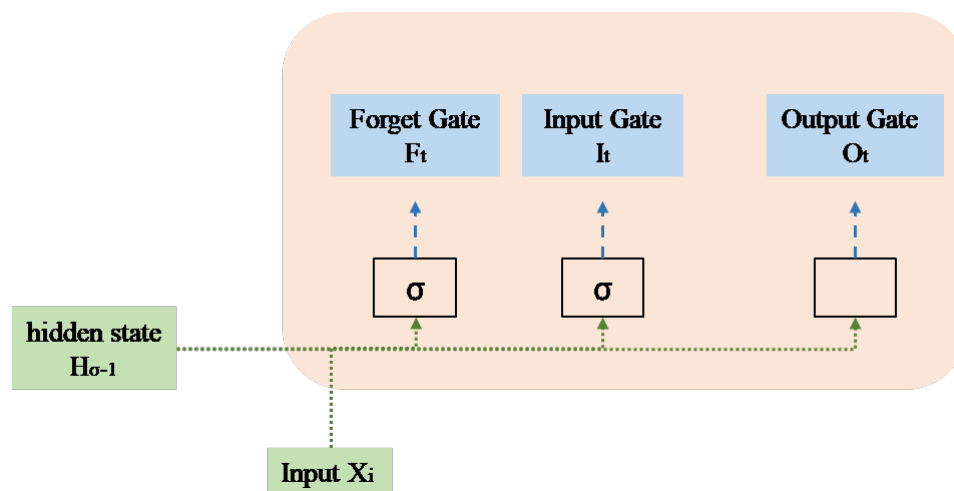 Forget Gate
Ft
Input Gate
It
Output Gate
Ot
σ
σ
hidden state
Hσ-1
Input Xi